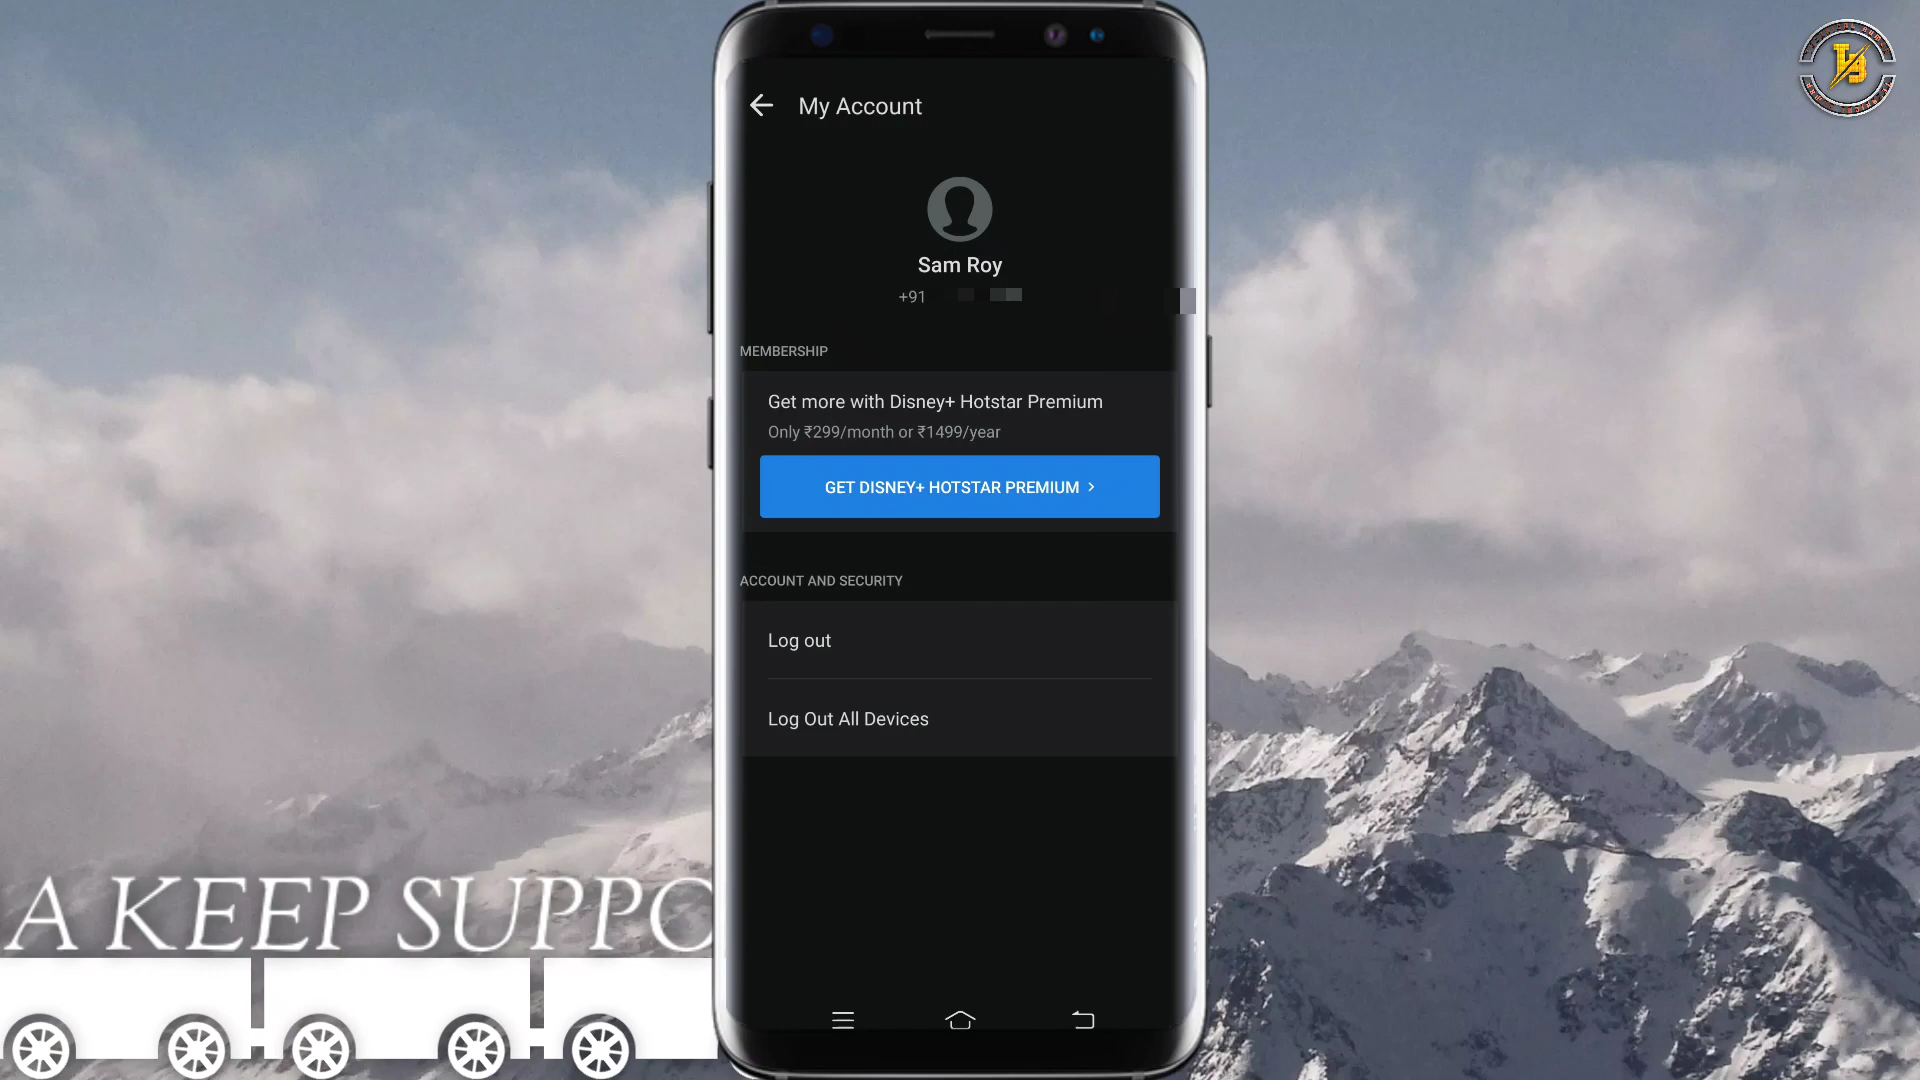 My Account
Sam Roy
+91
MEMBERSHIP
Get more with Disney+ Hotstar Premium
Only ₹299/month or ₹1499/year
GET DISNEY+ HOTSTAR PREMIUM >
ACCOUNT AND SECURITY
Log out
Log Out All Devices
A KEEP SUPPO